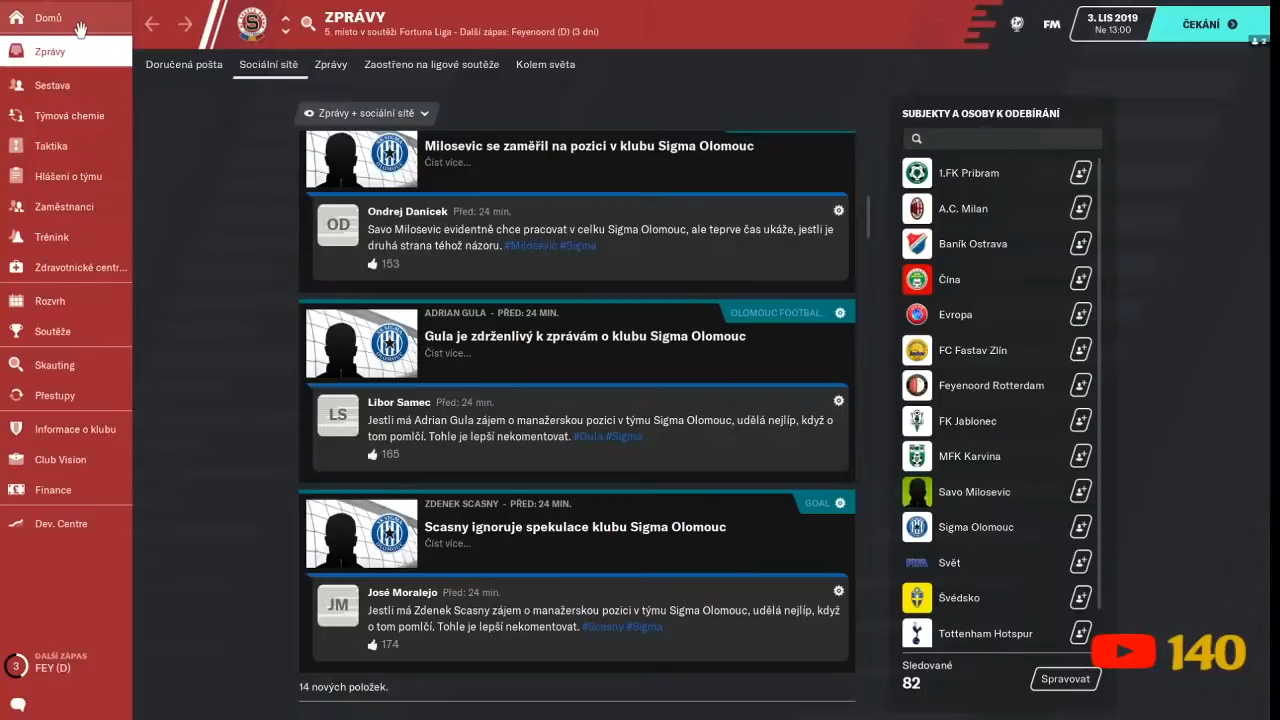 Domů
Zprávy
Sestava
Týmová chemie
Taktika
Hlášení o týmu
Zaměstnanci
Trénink
Zdravotnické centr...
Rozvrh
Soutěže
Skauting
Přestupy
Informace o klubu
Club Vision
Finance
Dev. Centre
3
DALŠÍ ZÁPAS
FEY (D)
ZPRÁVY
5. místo v soutěži Fortuna Liga - Další zápas: Feyenoord (D) (3 dni)
FM
3. LIS 2019
Ne 13:00
ČEKÁNÍ
2
Doručená pošta
Sociální sítě
Zprávy
Zaostřeno na ligové soutěže
Kolem světa
Zprávy + sociální sítě
Milosevic se zaměřil na pozici v klubu Sigma Olomouc
Číst více...
OD
Ondrej Danicek Před: 24 min.
Savo Milosevic evidentně chce pracovat v celku Sigma Olomouc, ale teprve čas ukáže, jestli je
druhá strana téhož názoru. #Milosevic #Sigma
153
ADRIAN GULA - PŘED: 24 MIN.
OLOMOUC FOOTBAL..
Gula je zdrženlivý k zprávám o klubu Sigma Olomouc
Číst více...
LS
Libor Samec Před: 24 min.
Jestli má Adrian Gula zájem o manažerskou pozici v týmu Sigma Olomouc, udělá nejlíp, když o
tom pomlčí. Tohle je lepší nekomentovat. #Gula #Sigma
165
ZDENEK SCASNY - PŘED: 24 MIN.
GOAL
Scasny ignoruje spekulace klubu Sigma Olomouc
Číst více...
JM
José Moralejo Před: 24 min.
Jestli má Zdenek Scasny zájem o manažerskou pozici v týmu Sigma Olomouc, udělá nejlíp, když
o tom pomlčí. Tohle je lepší nekomentovat. #Scasny #Sigma
174
14 nových položek.
SUBJEKTY A OSOBY K ODEBÍRÁNÍ
1.FK Pribram
A.C. Milan
Baník Ostrava
Čína
Evropa
FC Fastav Zlín
Feyenoord Rotterdam
FK Jablonec
MFK Karvina
Savo Milosevic
Sigma Olomouc
FIFA
Svět
Švédsko
Tottenham Hotspur
Sledované
82
Spravovat
140